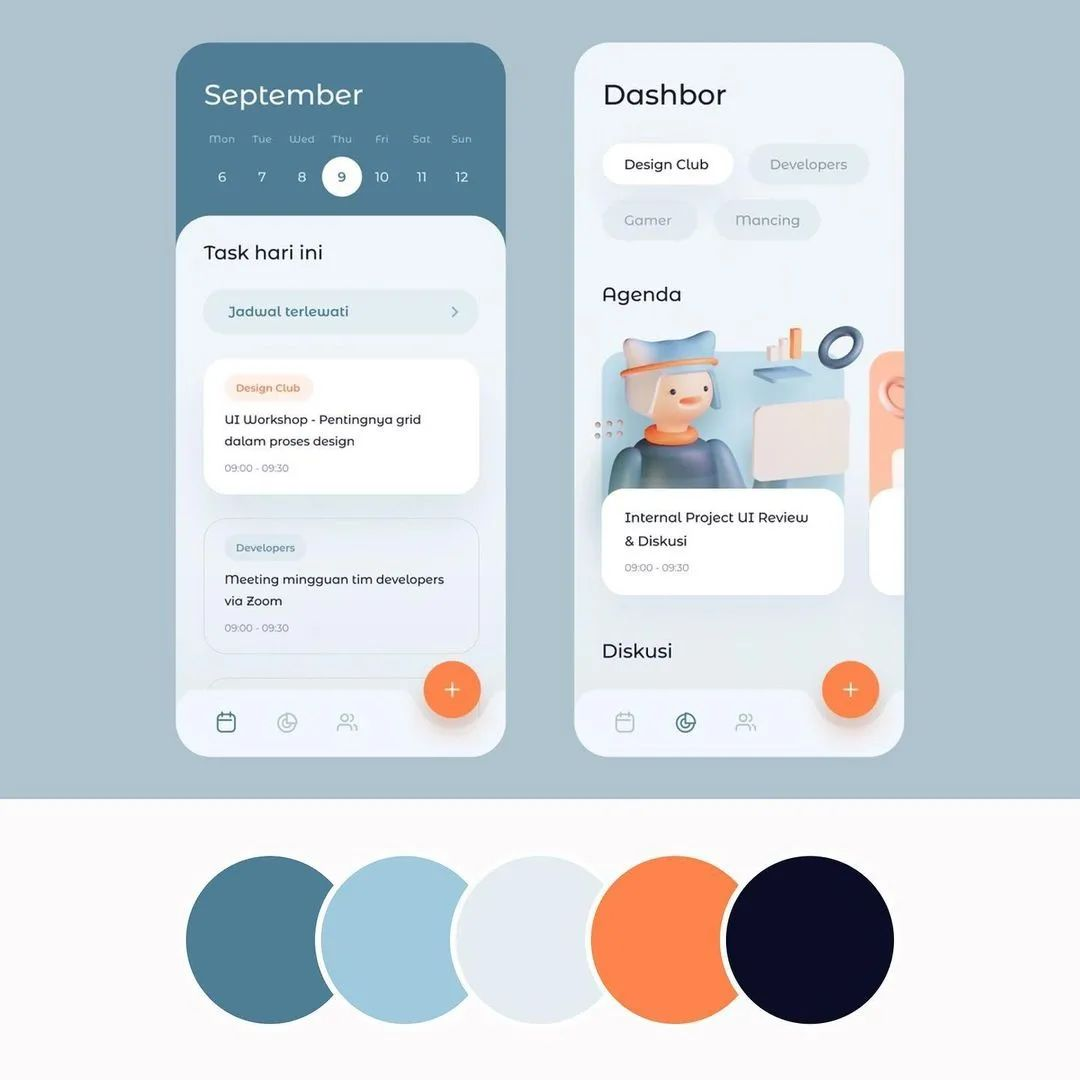 September
Mon Tue Wed Thu Fri Sat Sun
6 7 8 9 10 11 12
Task hari ini
Jadwal terlewati
Design Club
UI Workshop - Pentingnya grid
dalam proses design
09:00 - 09:30
Developers
Meeting mingguan tim developers
via Zoom
09:00 - 09:30
Dashbor
Design Club Developers
Gamer Mancing
Agenda
Internal Project UI Review
& Diskusi
09:00 - 09:30
Diskusi